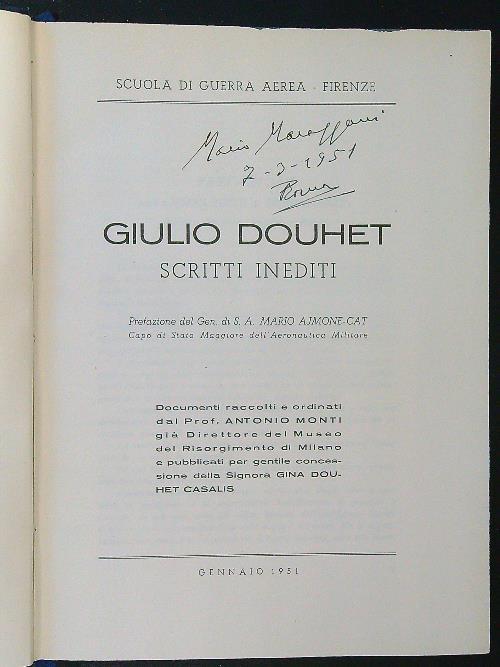 SCUOLA DI GUERRA AEREA - FIRENZE
Mario
7-3-1951
Roma
GIULIO DOUHET
SCRITTI INEDITI
Prefazione del Gen. di S. A. MARIO AJMONE-CAT
Capo di Stato Maggiore dell'Aeronautica Militare
Documenti raccolti e ordinati
dal Prof. ANTONIO MONTI
già Direttore del Museo
del Risorgimento di Milano
e pubblicati per gentile conces-
sione della Signora GINA DOU-
HET CASALIS
GENNAIO 1951